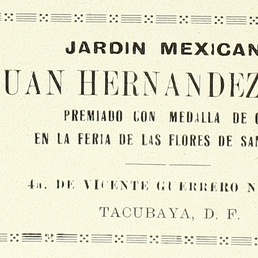 JARDIN MEXICAN
UAN HERNANDEZ
PREMIADO CON MEDALLA DE
EN LA FERIA DE LAS FLORES DE SAN
4a. DE VICENTE GUERRERO N
TACUBAYA, D. F.